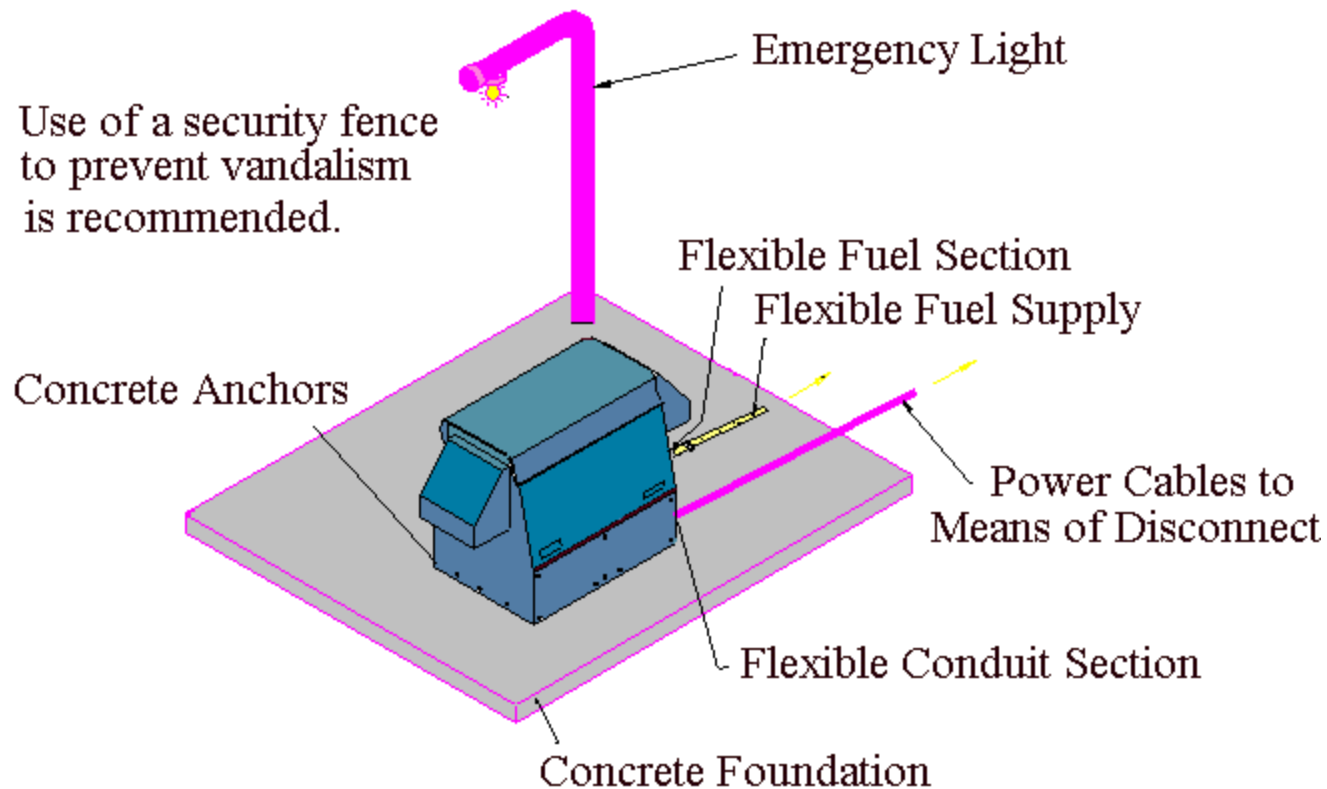 Emergency Light
Use of a security fence
to prevent vandalism
is recommended.
Flexible Fuel Section
Flexible Fuel Supply
Concrete Anchors
Power Cables to
Means of Disconnect
Flexible Conduit Section
Concrete Foundation